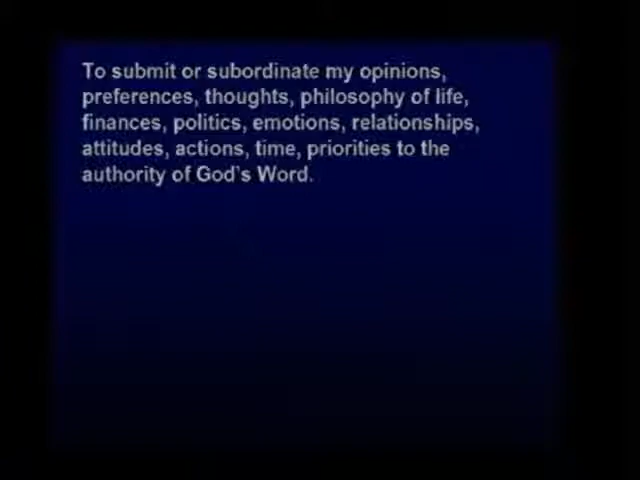 To submit or subordinate my opinions,
preferences, thoughts, philosophy of life,
finances, politics, emotions, relationships,
attitudes, actions, time, priorities to the
authority of God's Word.